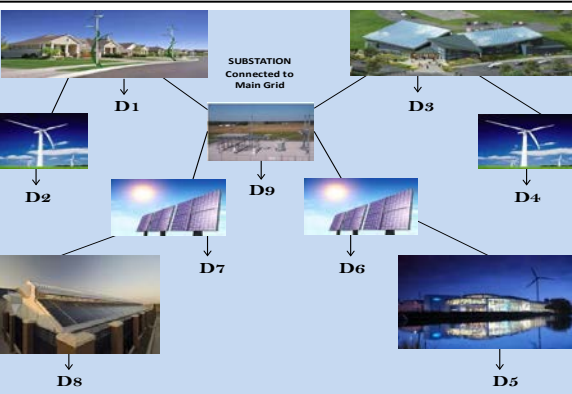 SUBSTATION
Connected to
Main Grid
D1
D3
D2
D9
D4
D7
D6
D8
D5